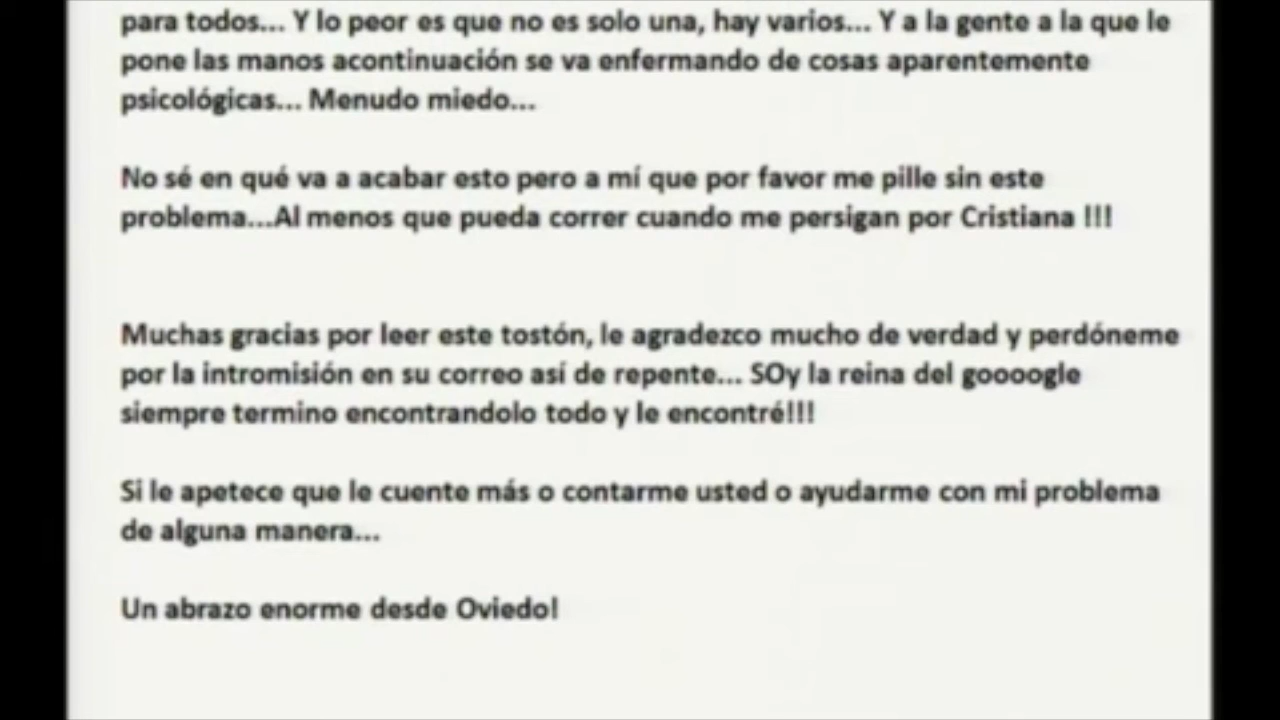 para todos... Y lo peor es que no es solo una, hay varios... Y a la gente a la que le
pone las manos acontinuación se va enfermando de cosas aparentemente
psicológicas... Menudo miedo...
No sé en qué va a acabar esto pero a mí que por favor me pille sin este
problema...Al menos que pueda correr cuando me persigan por Cristiana !!!
Muchas gracias por leer este tostón, le agradezco mucho de verdad y perdóneme
por la intromisión en su correo así de repente... SOy la reina del goooogle
siempre termino encontrandolo todo y le encontré!!!
Si le apetece que le cuente más o contarme usted o ayudarme con mi problema
de alguna manera...
Un abrazo enorme desde Oviedo!